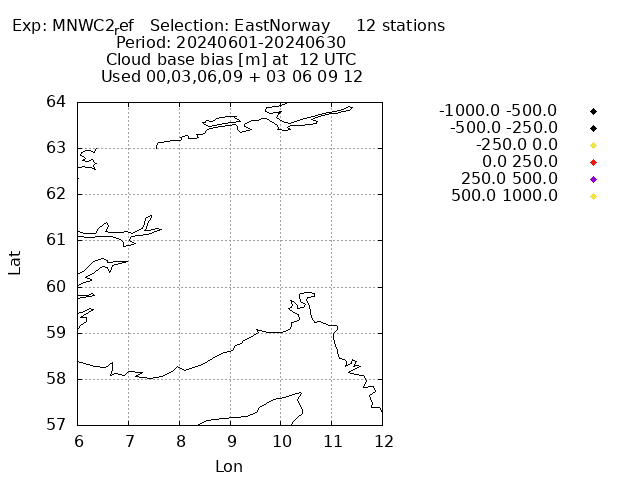 Exp: MNWC2ref   Selection: EastNorway     12 stations
Period: 20240601-20240630
Cloud base bias [m] at  12 UTC
Used 00,03,06,09 + 03 06 09 12
-1000.0 -500.0
-500.0 -250.0
-250.0 0.0
0.0 250.0
250.0 500.0
500.0 1000.0
64
63
62
61
60
59
58
57
Lat
6 7 8 9 10 11 12
Lon